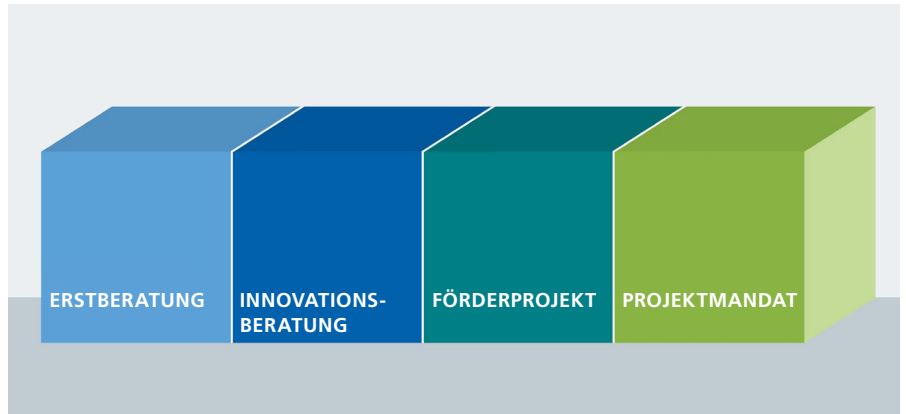 ERSTBERATUNG
INNOVATIONS-
BERATUNG
FÖRDERPROJEKT
PROJEKTMANDAT